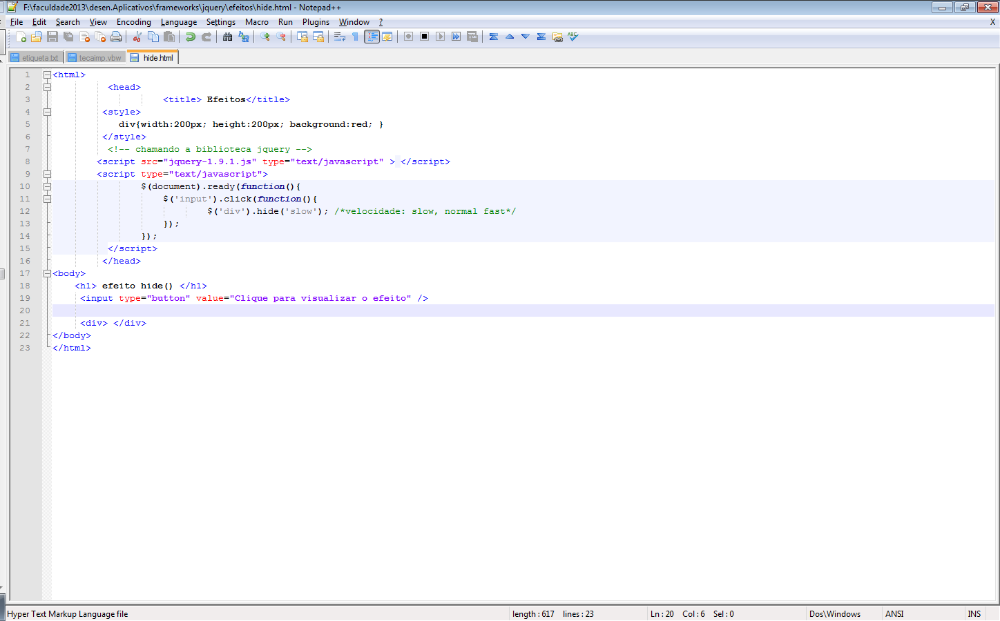 F:\faculdade2013\desen.Aplicativos\frameworks\jquery\efeitos\hide.html - Notepad++
File Edit Search View Encoding Language Settings Macro Run Plugins Window ? X
etiqueta.txt tecaimp.vbw hide.html
1 <html>
2 <head>
3 <title> Efeitos</title>
4 <style>
5 div{width:200px; height:200px; background:red; }
6 </style>
7 <!-- chamando a biblioteca jquery -->
8 <script src="jquery-1.9.1.js" type="text/javascript" > </script>
9 <script type="text/javascript">
10 $(document).ready(function(){
11 $('input').click(function(){
12 $('div').hide('slow'); /*velocidade: slow, normal fast*/
13 });
14 });
15 </script>
16 </head>
17 <body>
18 <h1> efeito hide() </h1>
19 <input type="button" value="Clique para visualizar o efeito" />
20
21 <div> </div>
22 </body>
23 </html>
Hyper Text Markup Language file length : 617 lines : 23 Ln : 20 Col : 6 Sel : 0 Dos\Windows ANSI INS